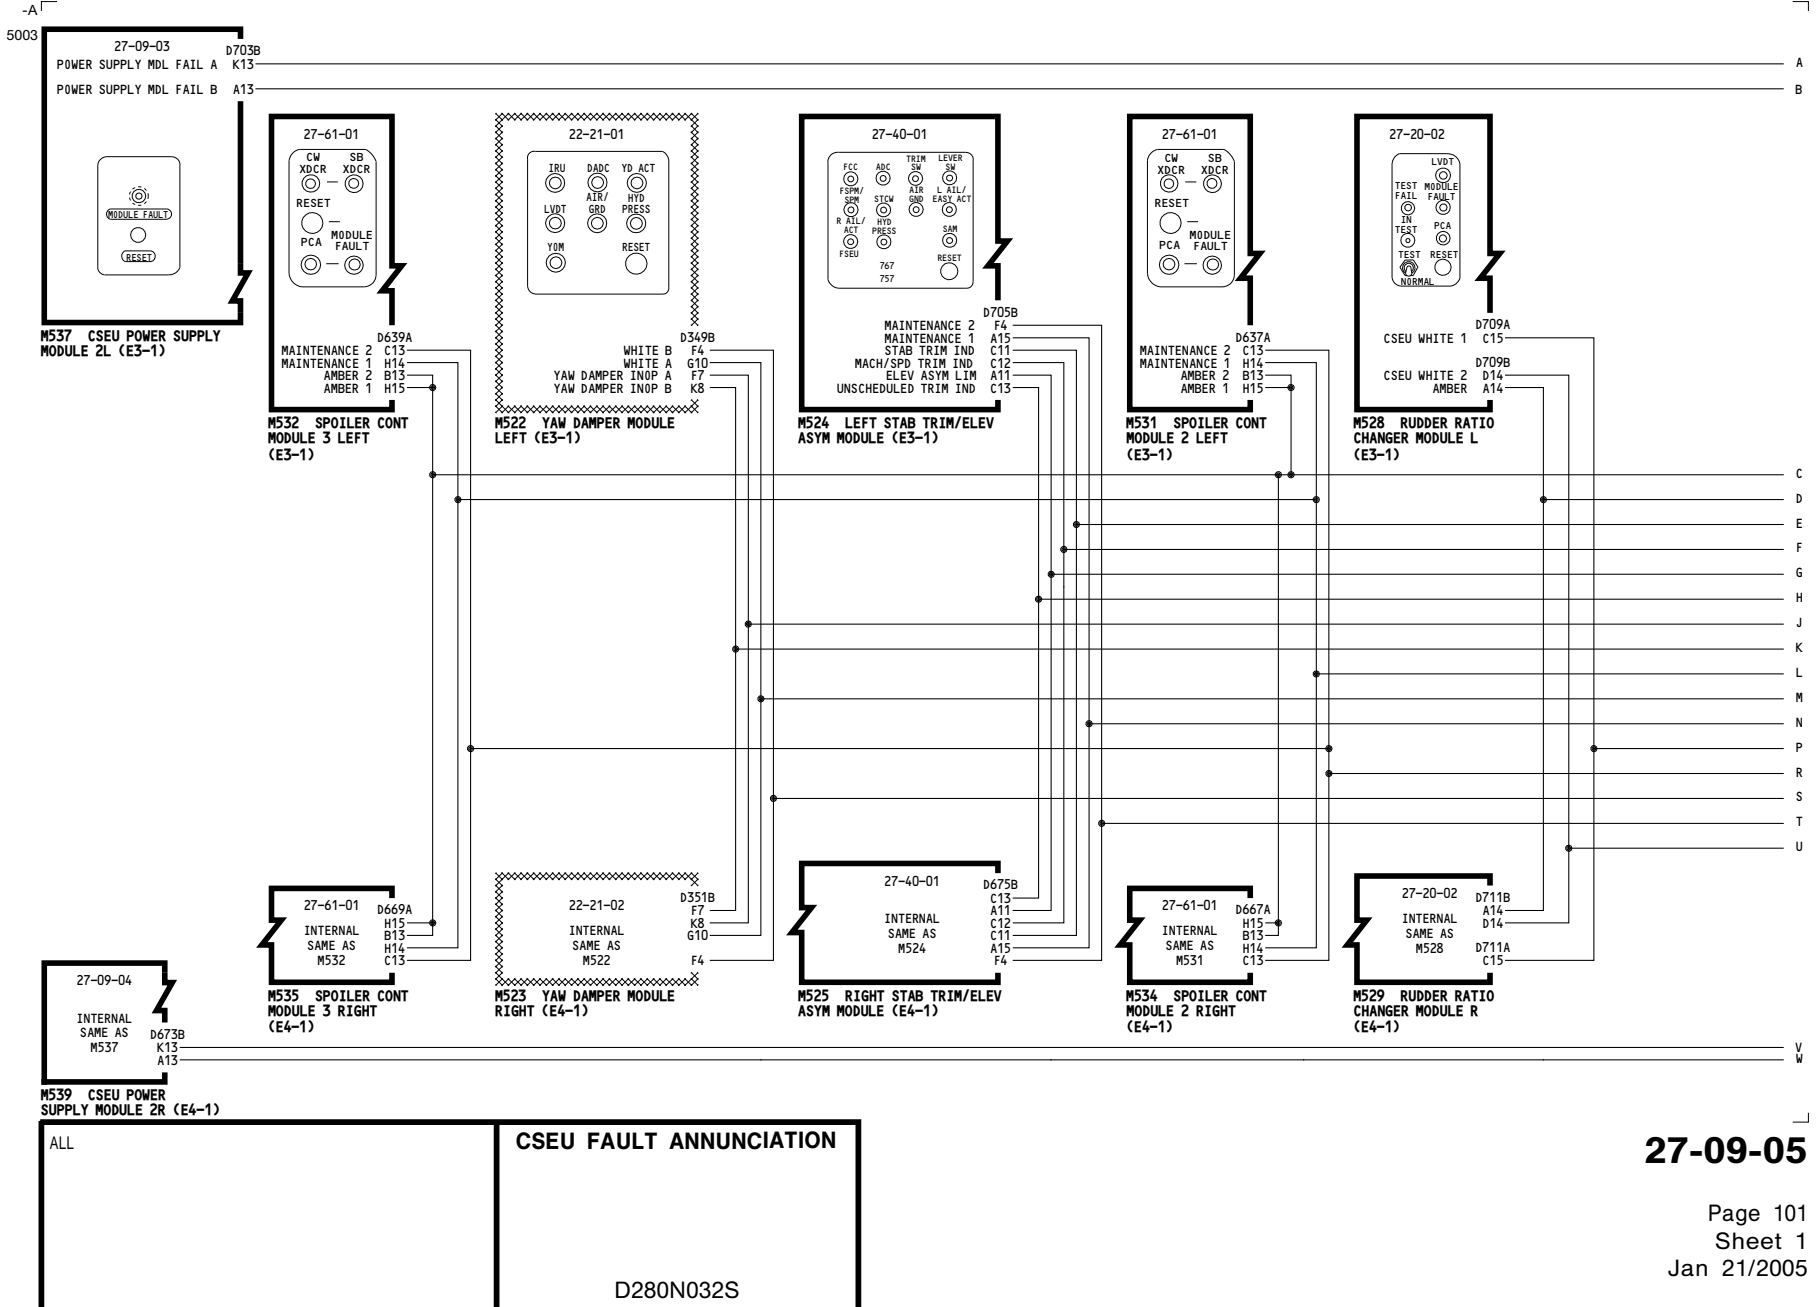 -A
5003
27-09-03
D703B
POWER SUPPLY MDL FAIL A K13
A
POWER SUPPLY MDL FAIL B A13
B
MODULE FAULT
RESET
M537 CSEU POWER SUPPLY
MODULE 2L (E3-1)
27-61-01
CW SB
XDCR XDCR
RESET
PCA MODULE
FAULT
D639A
MAINTENANCE 2 C13
MAINTENANCE 1 H14
AMBER 2 B13
AMBER 1 H15
M532 SPOILER CONT
MODULE 3 LEFT
(E3-1)
22-21-01
IRU DADC YD ACT
LVDT AIR/
GRD HYD
PRESS
YOM RESET
D349B
WHITE B F4
WHITE A G10
YAW DAMPER INOP A F7
YAW DAMPER INOP B K8
M522 YAW DAMPER MODULE
LEFT (E3-1)
27-40-01
FCC ADC TRIM
SW LEVER
SW
FSPM/
SPM STCW AIR
GND L AIL/
EASY ACT
R AIL/
ACT HYD
PRESS SAM
FSEU
RESET
767
757
D705B
MAINTENANCE 2 F4
MAINTENANCE 1 A15
STAB TRIM IND C11
MACH/SPD TRIM IND C12
ELEV ASYM LIM A11
UNSCHEDULED TRIM IND C13
M524 LEFT STAB TRIM/ELEV
ASYM MODULE (E3-1)
27-61-01
CW SB
XDCR XDCR
RESET
PCA MODULE
FAULT
D637A
MAINTENANCE 2 C13
MAINTENANCE 1 H14
AMBER 2 B13
AMBER 1 H15
M531 SPOILER CONT
MODULE 2 LEFT
(E3-1)
27-20-02
LVDT
TEST
FAIL MODULE
FAULT
IN
TEST PCA
TEST RESET
NORMAL
D709A
CSEU WHITE 1 C15
D709B
CSEU WHITE 2 D14
AMBER A14
M528 RUDDER RATIO
CHANGER MODULE L
(E3-1)
C
D
E
F
G
H
J
K
L
M
N
P
R
S
T
U
27-61-01
D669A
INTERNAL
SAME AS
M532
H15
B13
H14
C13
M535 SPOILER CONT
MODULE 3 RIGHT
(E4-1)
22-21-02
D351B
INTERNAL
SAME AS
M522
F7
K8
G10
F4
M523 YAW DAMPER MODULE
RIGHT (E4-1)
27-40-01
D675B
INTERNAL
SAME AS
M524
C13
A11
C12
C11
A15
F4
M525 RIGHT STAB TRIM/ELEV
ASYM MODULE (E4-1)
27-61-01
D667A
INTERNAL
SAME AS
M531
H15
B13
H14
C13
M534 SPOILER CONT
MODULE 2 RIGHT
(E4-1)
27-20-02
D711B
INTERNAL
SAME AS
M528
A14
D14
D711A
C15
M529 RUDDER RATIO
CHANGER MODULE R
(E4-1)
27-09-04
INTERNAL
SAME AS
M537
D673B
K13
V
A13
W
M539 CSEU POWER
SUPPLY MODULE 2R (E4-1)
ALL
CSEU FAULT ANNUNCIATION
D280N032S
27-09-05
Page 101
Sheet 1
Jan 21/2005